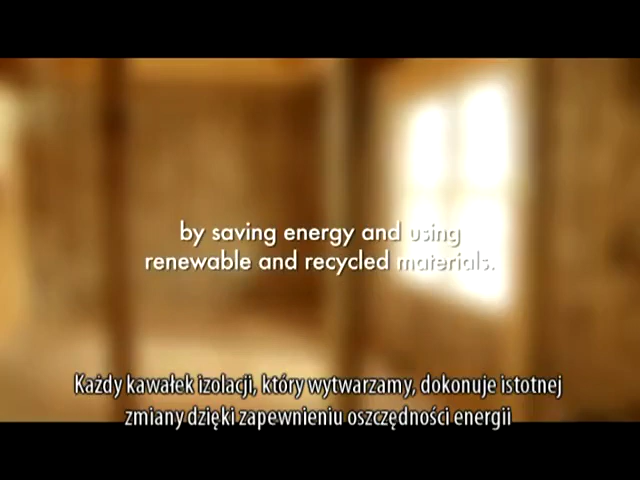 by saving energy and using
renewable and recycled materials.
Każdy kawałek izolacji, który wytwarzamy, dokonuje istotnej
zmiany dzięki zapewnieniu oszczędności energii